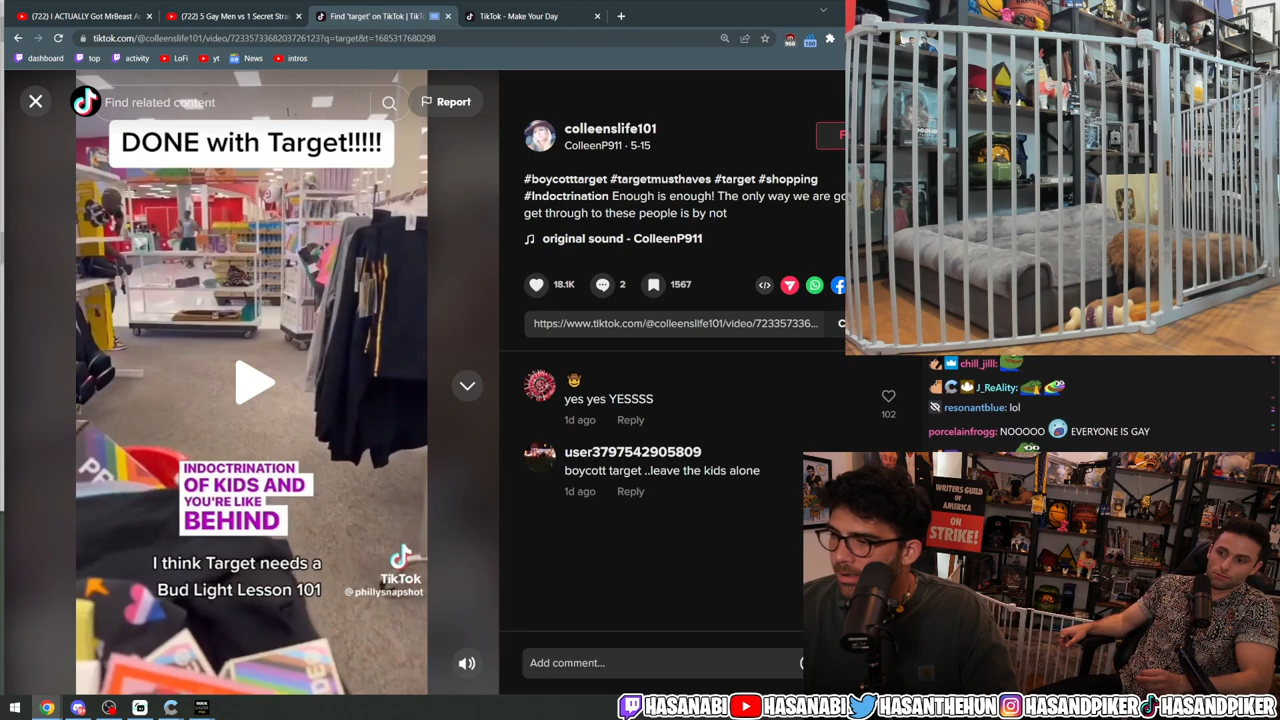 (722) I ACTUALLY Got MrBeast A
(722) 5 Gay Men vs 1 Secret Stra
Find 'target' on TikTok | TikTo
TikTok - Make Your Day
tiktok.com/@colleenslife101/video/7233573368203726123?q=target&t=1685317680298
960
168
dashboard
top
activity
LoFi
yt
News
intros
Find related content
Report
DONE with Target!!!!!
INDOCTRINATION
OF KIDS AND
YOU'RE LIKE
BEHIND
I think Target needs a
Bud Light Lesson 101
TikTok
@phillysnapshot
colleenslife101
ColleenP911 · 5-15
#boycotttarget #targetmusthaves #target #shopping
#Indoctrination Enough is enough! The only way we are go
get through to these people is by not
original sound - ColleenP911
18.1K
2
1567
https://www.tiktok.com/@colleenslife101/video/723357336...
yes yes YESSSS
1d ago
Reply
102
user3797542905809
boycott target ..leave the kids alone
1d ago
Reply
Add comment...
chill_jilll:
J_ReAlity:
resonantblue: lol
porcelainfrogg: NOOOOO EVERYONE IS GAY
WRITERS GUILD
OF
AMERICA
ON
STRIKE!
HASANABI
HASANABI
HASANTHEHUN
HASANDPIKER
HASANDPIKER